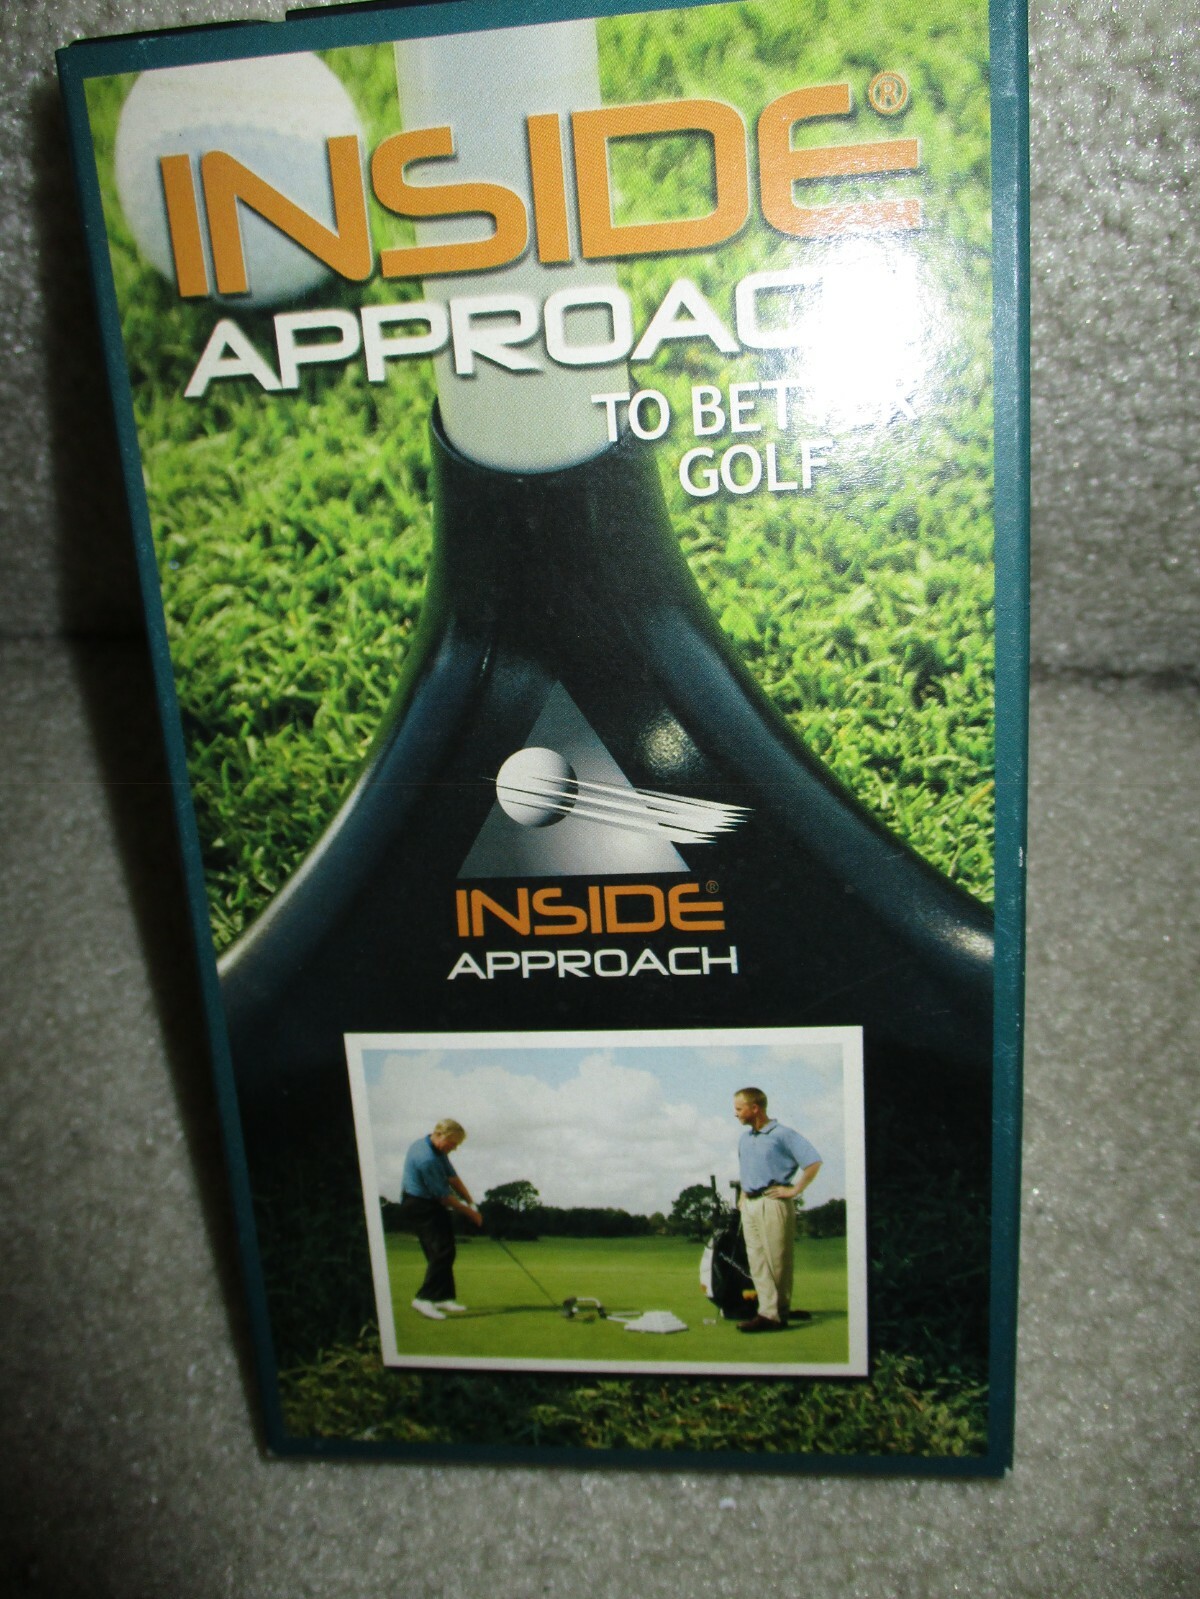 INSIDE®
APPROACH
TO BETTER
GOLF
INSIDE®
APPROACH